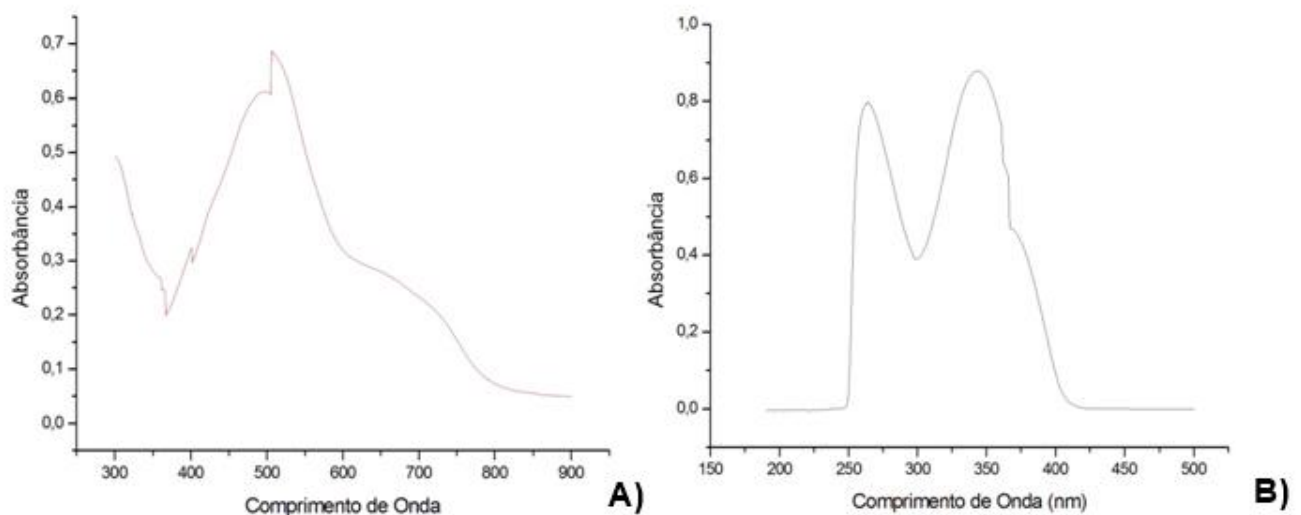 0,7
0,6
0,5
0,4
0,3
0,2
0,1
0,0
Absorbância
300 400 500 600 700 800 900
Comprimento de Onda
A)
1,0
0,8
0,6
0,4
0,2
0,0
Absorbância
150 200 250 300 350 400 450 500
Comprimento de Onda (nm)
B)